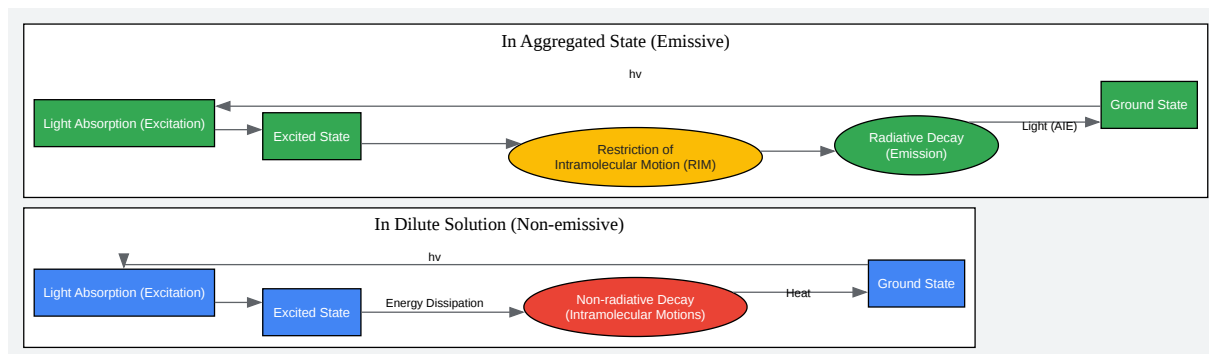 In Aggregated State (Emissive)
hv
Light Absorption (Excitation)
Excited State
Restriction of
Intramolecular Motion (RIM)
Radiative Decay
(Emission)
Light (AIE)
Ground State
In Dilute Solution (Non-emissive)
hv
Light Absorption (Excitation)
Excited State
Energy Dissipation
Non-radiative Decay
(Intramolecular Motions)
Heat
Ground State